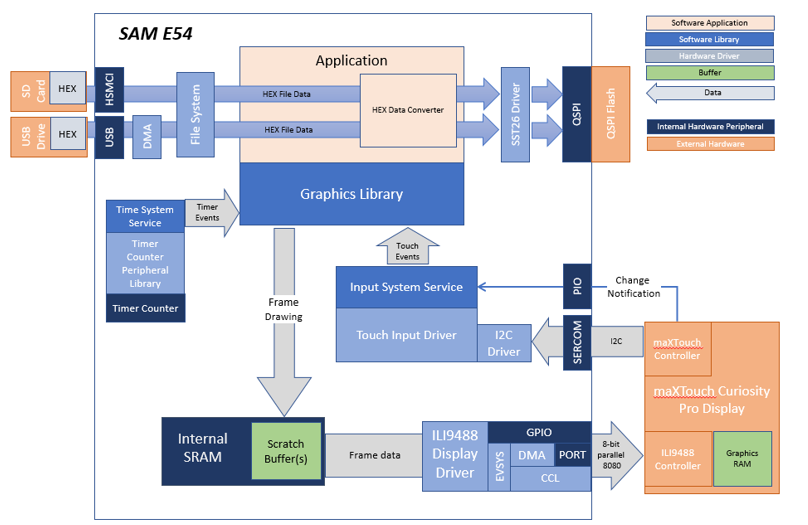 SAM E54
Software Application
Software Library
Hardware Driver
Buffer
Data
Internal Hardware Peripheral
External Hardware
Application
SD
Card
HEX
HSMCI
File System
HEX File Data
HEX Data Converter
SST26 Driver
QSPI
QSPI Flash
USB
Drive
HEX
USB
DMA
HEX File Data
Graphics Library
Time System
Service
Timer
Events
Timer
Counter
Peripheral
Library
Timer Counter
Touch
Events
Frame
Drawing
Input System Service
PIO
Change
Notification
Touch Input Driver
I2C
Driver
SERCOM
I2C
maXTouch
Controller
maXTouch Curiosity
Pro Display
Internal
SRAM
Scratch
Buffer(s)
Frame data
ILI9488
Display
Driver
GPIO
EVSYS
DMA
PORT
CCL
8-bit
parallel
8080
ILI9488
Controller
Graphics
RAM